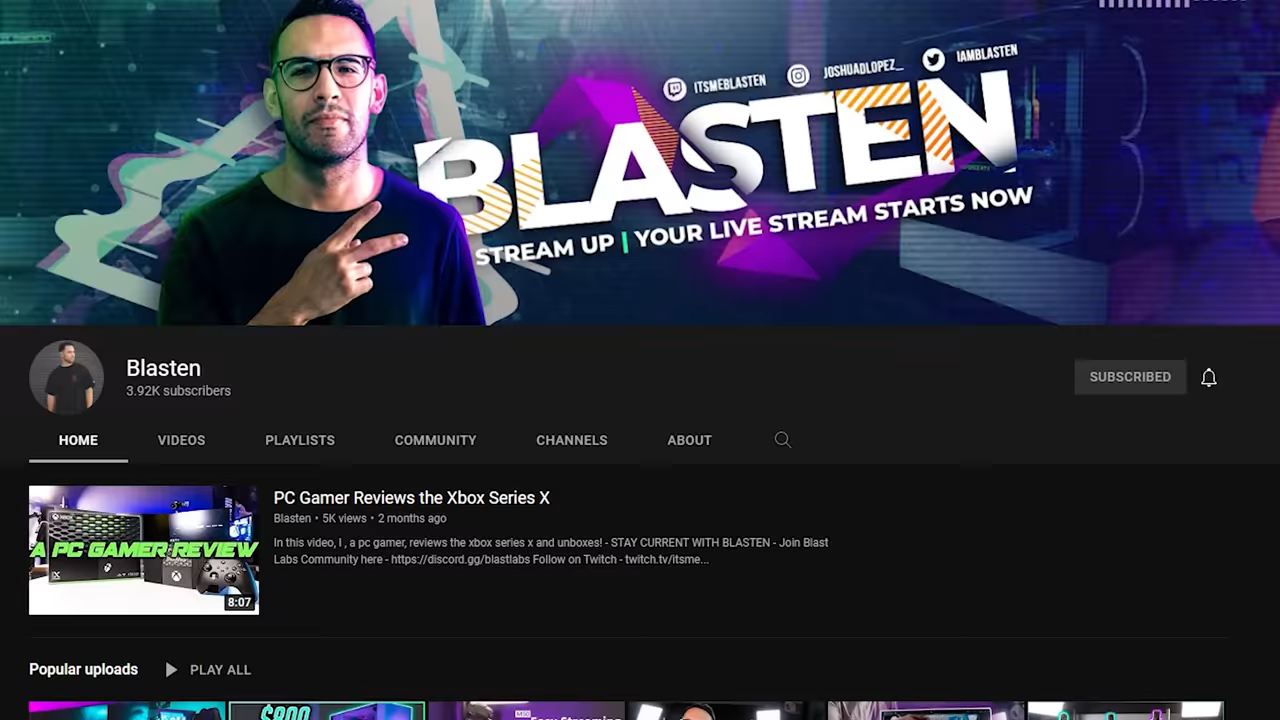 ITSMEBLASTEN JOSHUADLOPEZ_ IAMBLASTEN
BLASTEN
STREAM UP | YOUR LIVE STREAM STARTS NOW
Blasten
3.92K subscribers
SUBSCRIBED
HOME VIDEOS PLAYLISTS COMMUNITY CHANNELS ABOUT
A PC GAMER REVIEW
XBOX
8:07
PC Gamer Reviews the Xbox Series X
Blasten • 5K views • 2 months ago
In this video, I , a pc gamer, reviews the xbox series x and unboxes! - STAY CURRENT WITH BLASTEN - Join Blast
Labs Community here - https://discord.gg/blastlabs Follow on Twitch - twitch.tv/itsme...
Popular uploads PLAY ALL
$800